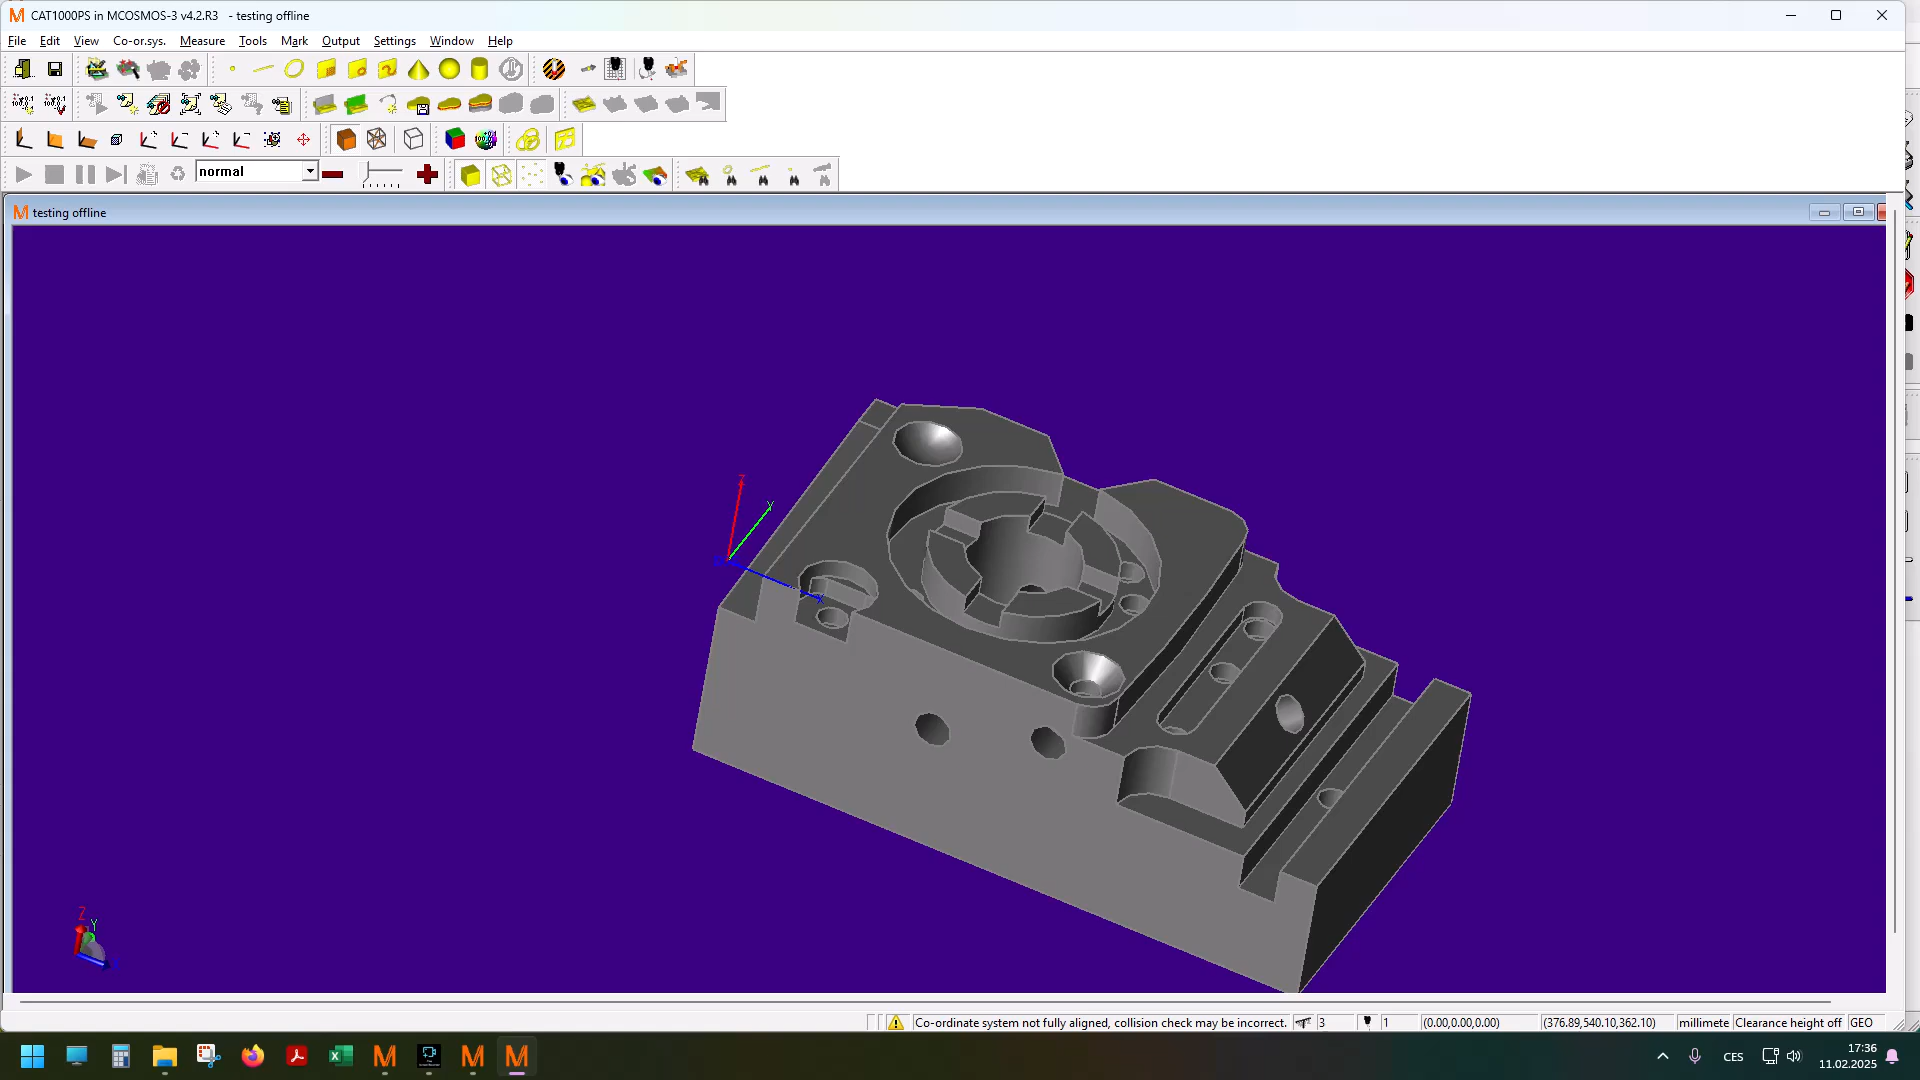 CAT1000PS in MCOSMOS-3 v4.2.R3 - testing offline
File Edit View Co-or.sys. Measure Tools Mark Output Settings Window Help
normal
testing offline
Z
Y
X
Z
Y
Co-ordinate system not fully aligned, collision check may be incorrect. 3 1 (0.00,0.00,0.00) (376.89,540.10,362.10) millimete Clearance height off GEO
CES
17:36
11.02.2025